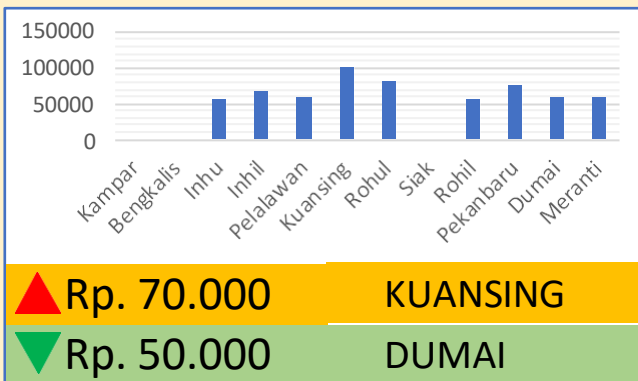 150000
100000
50000
0
Kampar
Bengkalis
Inhu
Inhil
Pelalawan
Kuansing
Rohul
Siak
Rohil
Pekanbaru
Dumai
Meranti
Rp. 70.000 KUANSING
Rp. 50.000 DUMAI